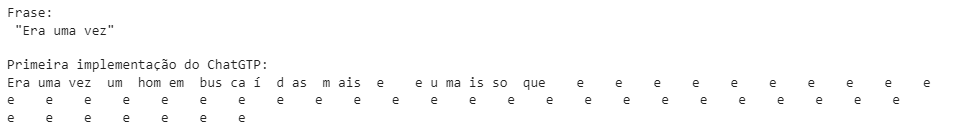 Frase:
"Era uma vez"
Primeira implementação do ChatGTP:
Era uma vez um hom em bus ca í d as m ais e e u ma is so que e e e e e e e e e e
e e e e e e e e e e e e e e e e e e e e e e e e
e e e e e e e